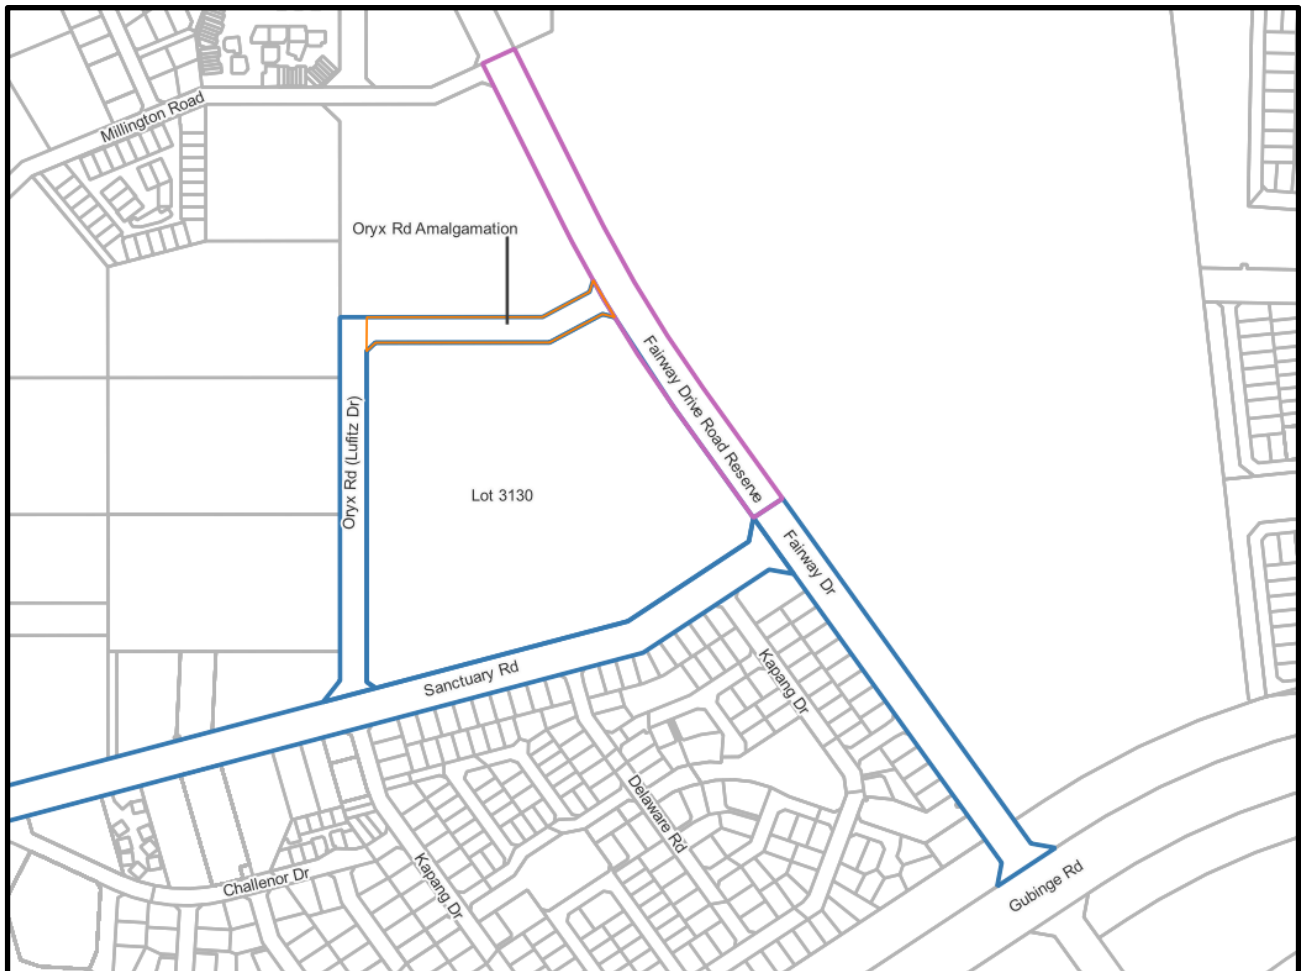 Millington Road
Oryx Rd Amalgamation
Fairway Drive Road Reserve
Oryx Rd (Lufitz Dr)
Lot 3130
Fairway Dr
Sanctuary Rd
Kapang Dr
Delaware Rd
Kapang Dr
Challenor Dr
Gubinge Rd